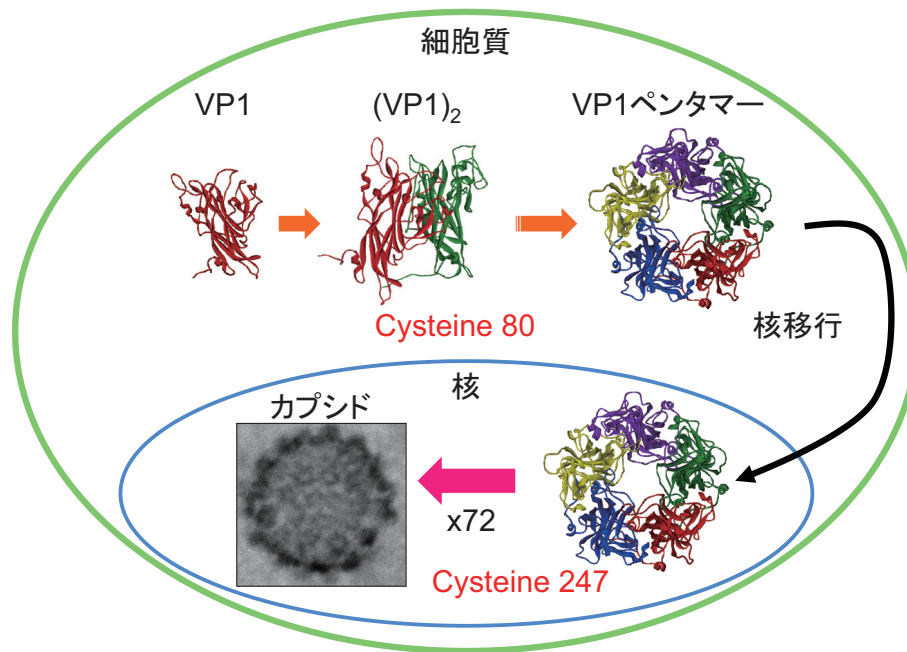 細胞質
VP1
(VP1)2
VP1ペンタマー
Cysteine 80
核移行
核
カプシド
x72
Cysteine 247